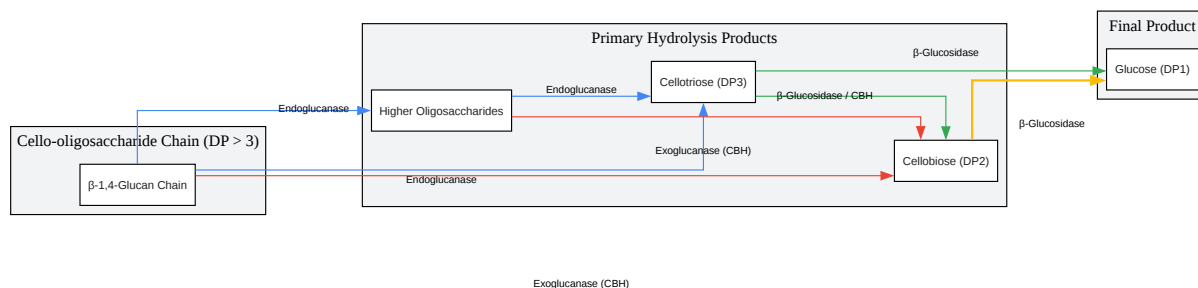 Final Product
Primary Hydrolysis Products
β-Glucosidase
Glucose (DP1)
Cellotriose (DP3)
Endoglucanase
β-Glucosidase / CBH
Higher Oligosaccharides
Endoglucanase
β-Glucosidase
Cello-oligosaccharide Chain (DP > 3)
Exoglucanase (CBH)
Cellobiose (DP2)
β-1,4-Glucan Chain
Endoglucanase
Exoglucanase (CBH)